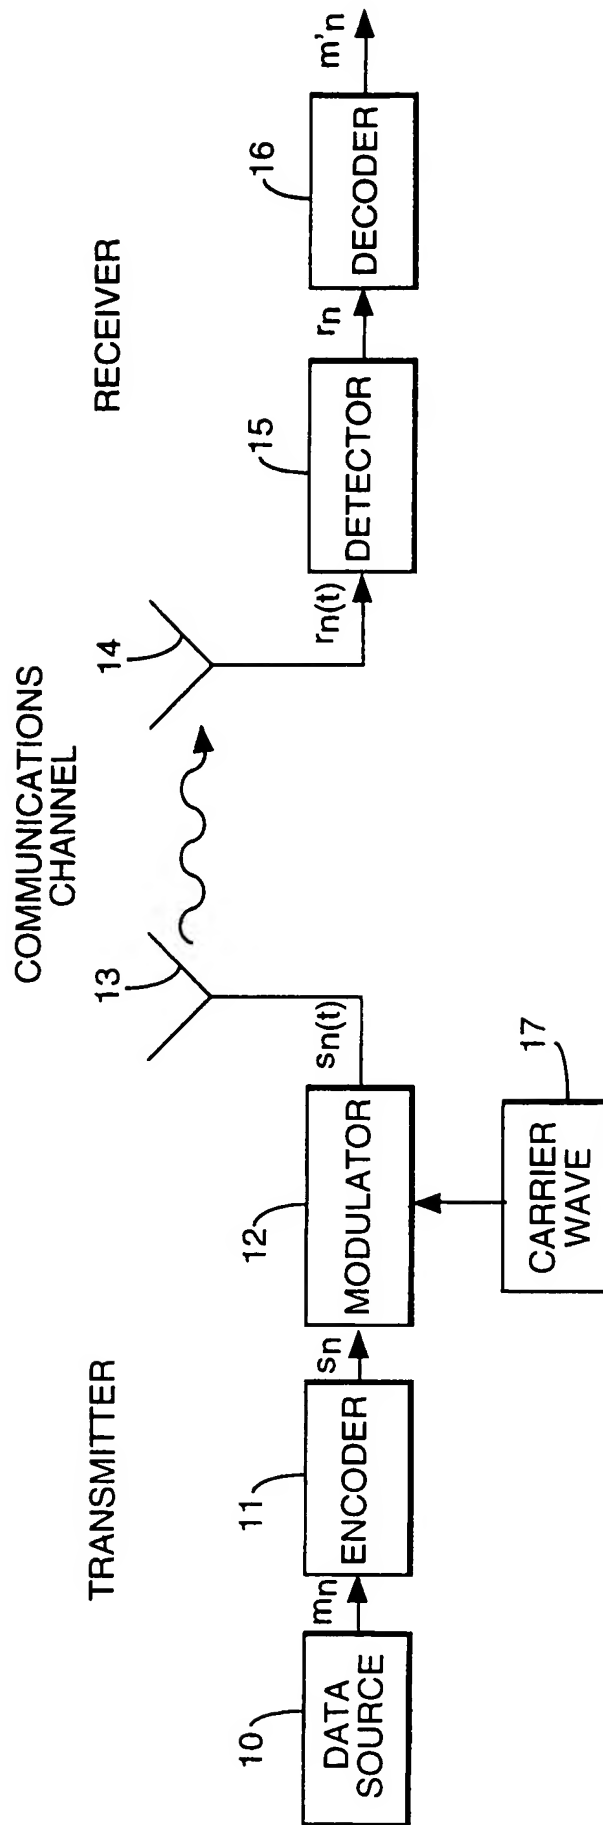 TRANSMITTER
COMMUNICATIONS
CHANNEL
RECEIVER
10
DATA
SOURCE
mn
11
ENCODER
sn
12
MODULATOR
sn(t)
17
CARRIER
WAVE
13
14
rn(t)
15
DETECTOR
rn
16
DECODER
m'n